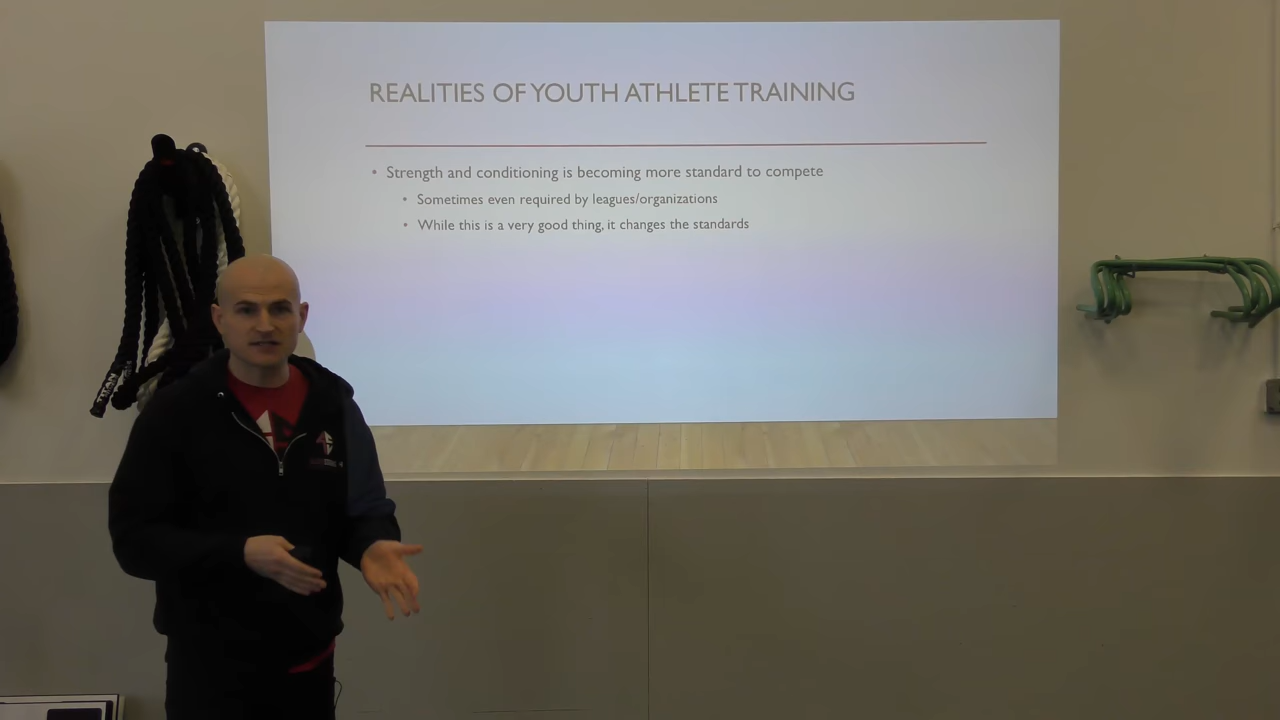 REALITIES OF YOUTH ATHLETE TRAINING
• Strength and conditioning is becoming more standard to compete
• Sometimes even required by leagues/organizations
• While this is a very good thing, it changes the standards